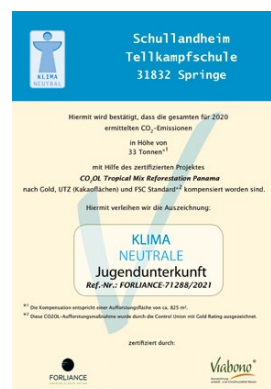 KLIMA
NEUTRAL
Schullandheim
Tellkampfschule
31832 Springe
Hiermit wird bestätigt, dass die gesamten für 2020
ermittelten CO₂-Emissionen
in Höhe von
33 Tonnen*¹
mit Hilfe des zertifizierten Projektes
CO₂OL Tropical Mix Reforestation Panama
nach Gold, UTZ (Kakaoflächen) und FSC Standard*² kompensiert worden sind.
Hiermit verleihen wir die Auszeichnung:
KLIMA
NEUTRALE
Jugendunterkunft
Ref.-Nr.: FORLIANCE-71288/2021
*¹ Die Kompensation entspricht einer Aufforstungsfläche von ca. 825 m².
*² Diese CO2OL-Aufforstungsmaßnahme wurde durch die Control Union mit Gold Rating ausgezeichnet.
zertifiziert durch:
FORLIANCE
Viabono